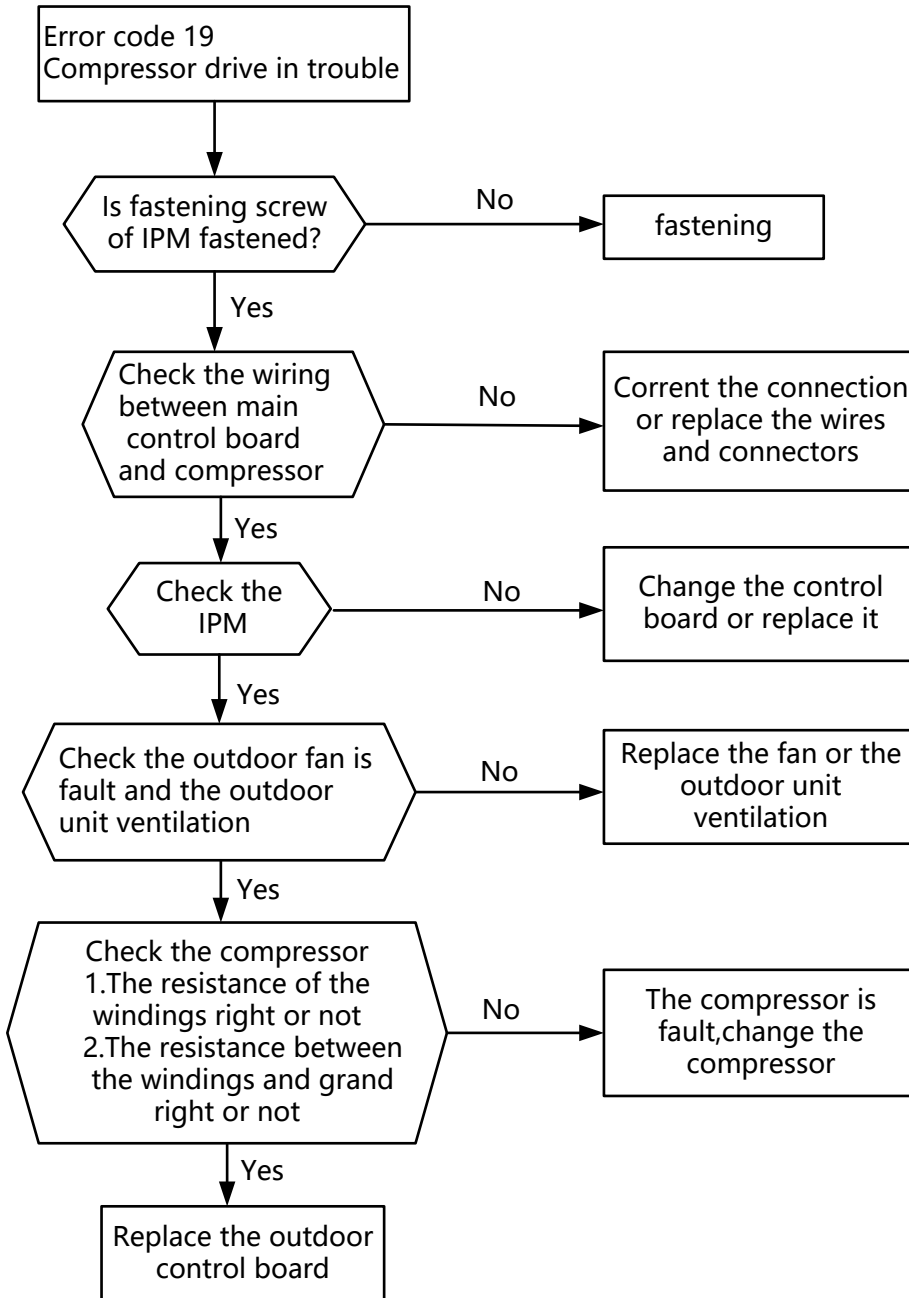 Error code 19
Compressor drive in trouble
Is fastening screw
of IPM fastened?
No
fastening
Yes
Check the wiring
between main
control board
and compressor
No
Corrent the connection
or replace the wires
and connectors
Yes
Check the
IPM
No
Change the control
board or replace it
Yes
Check the outdoor fan is
fault and the outdoor
unit ventilation
No
Replace the fan or the
outdoor unit
ventilation
Yes
Check the compressor
1.The resistance of the
windings right or not
2.The resistance between
the windings and grand
right or not
No
The compressor is
fault,change the
compressor
Yes
Replace the outdoor
control board